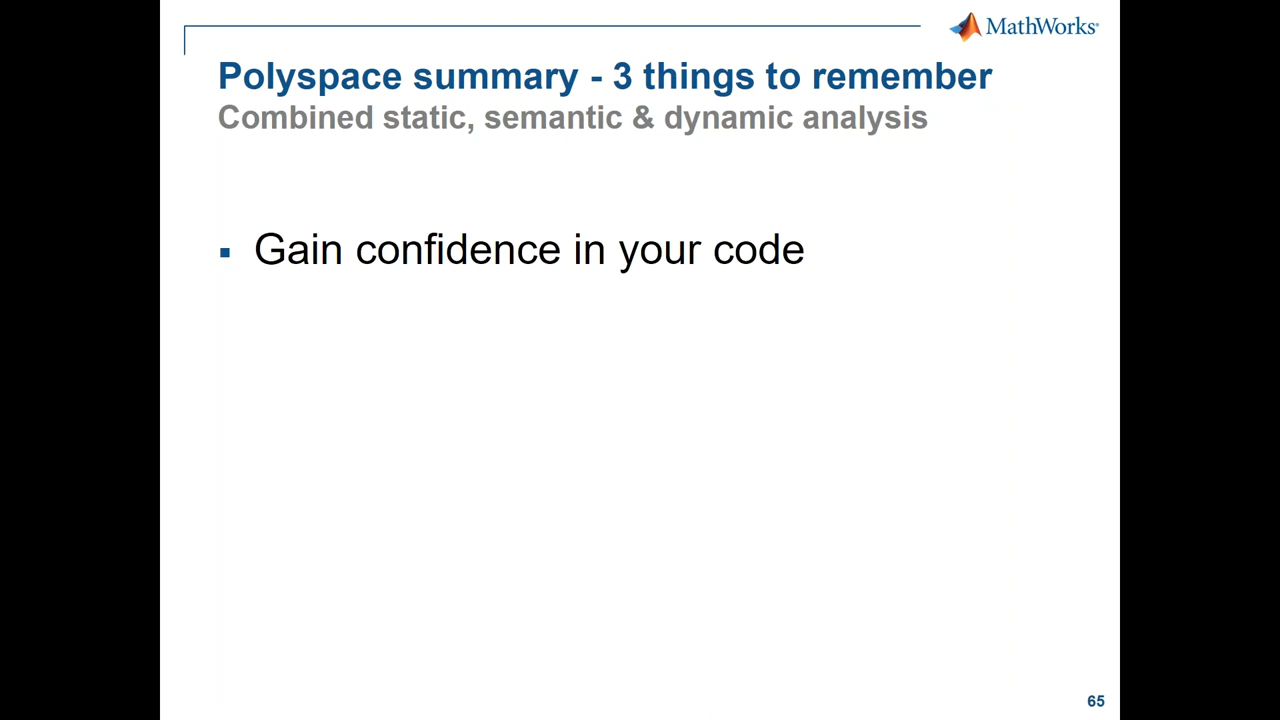 MathWorks®
Polyspace summary - 3 things to remember
Combined static, semantic & dynamic analysis
▪ Gain confidence in your code
65